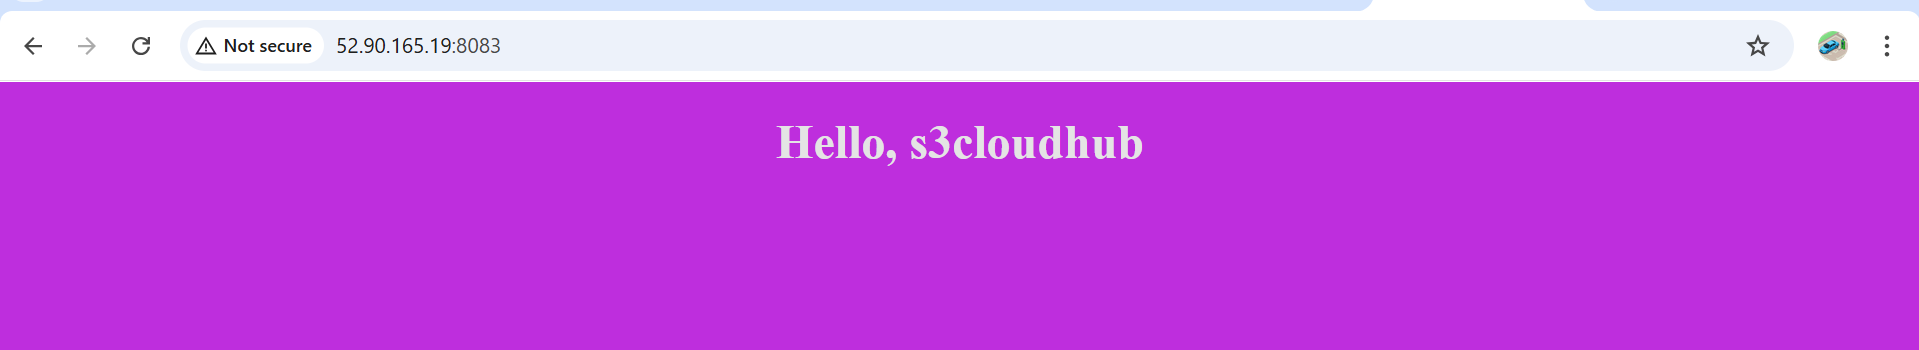 Not secure 52.90.165.19:8083
Hello, s3cloudhub